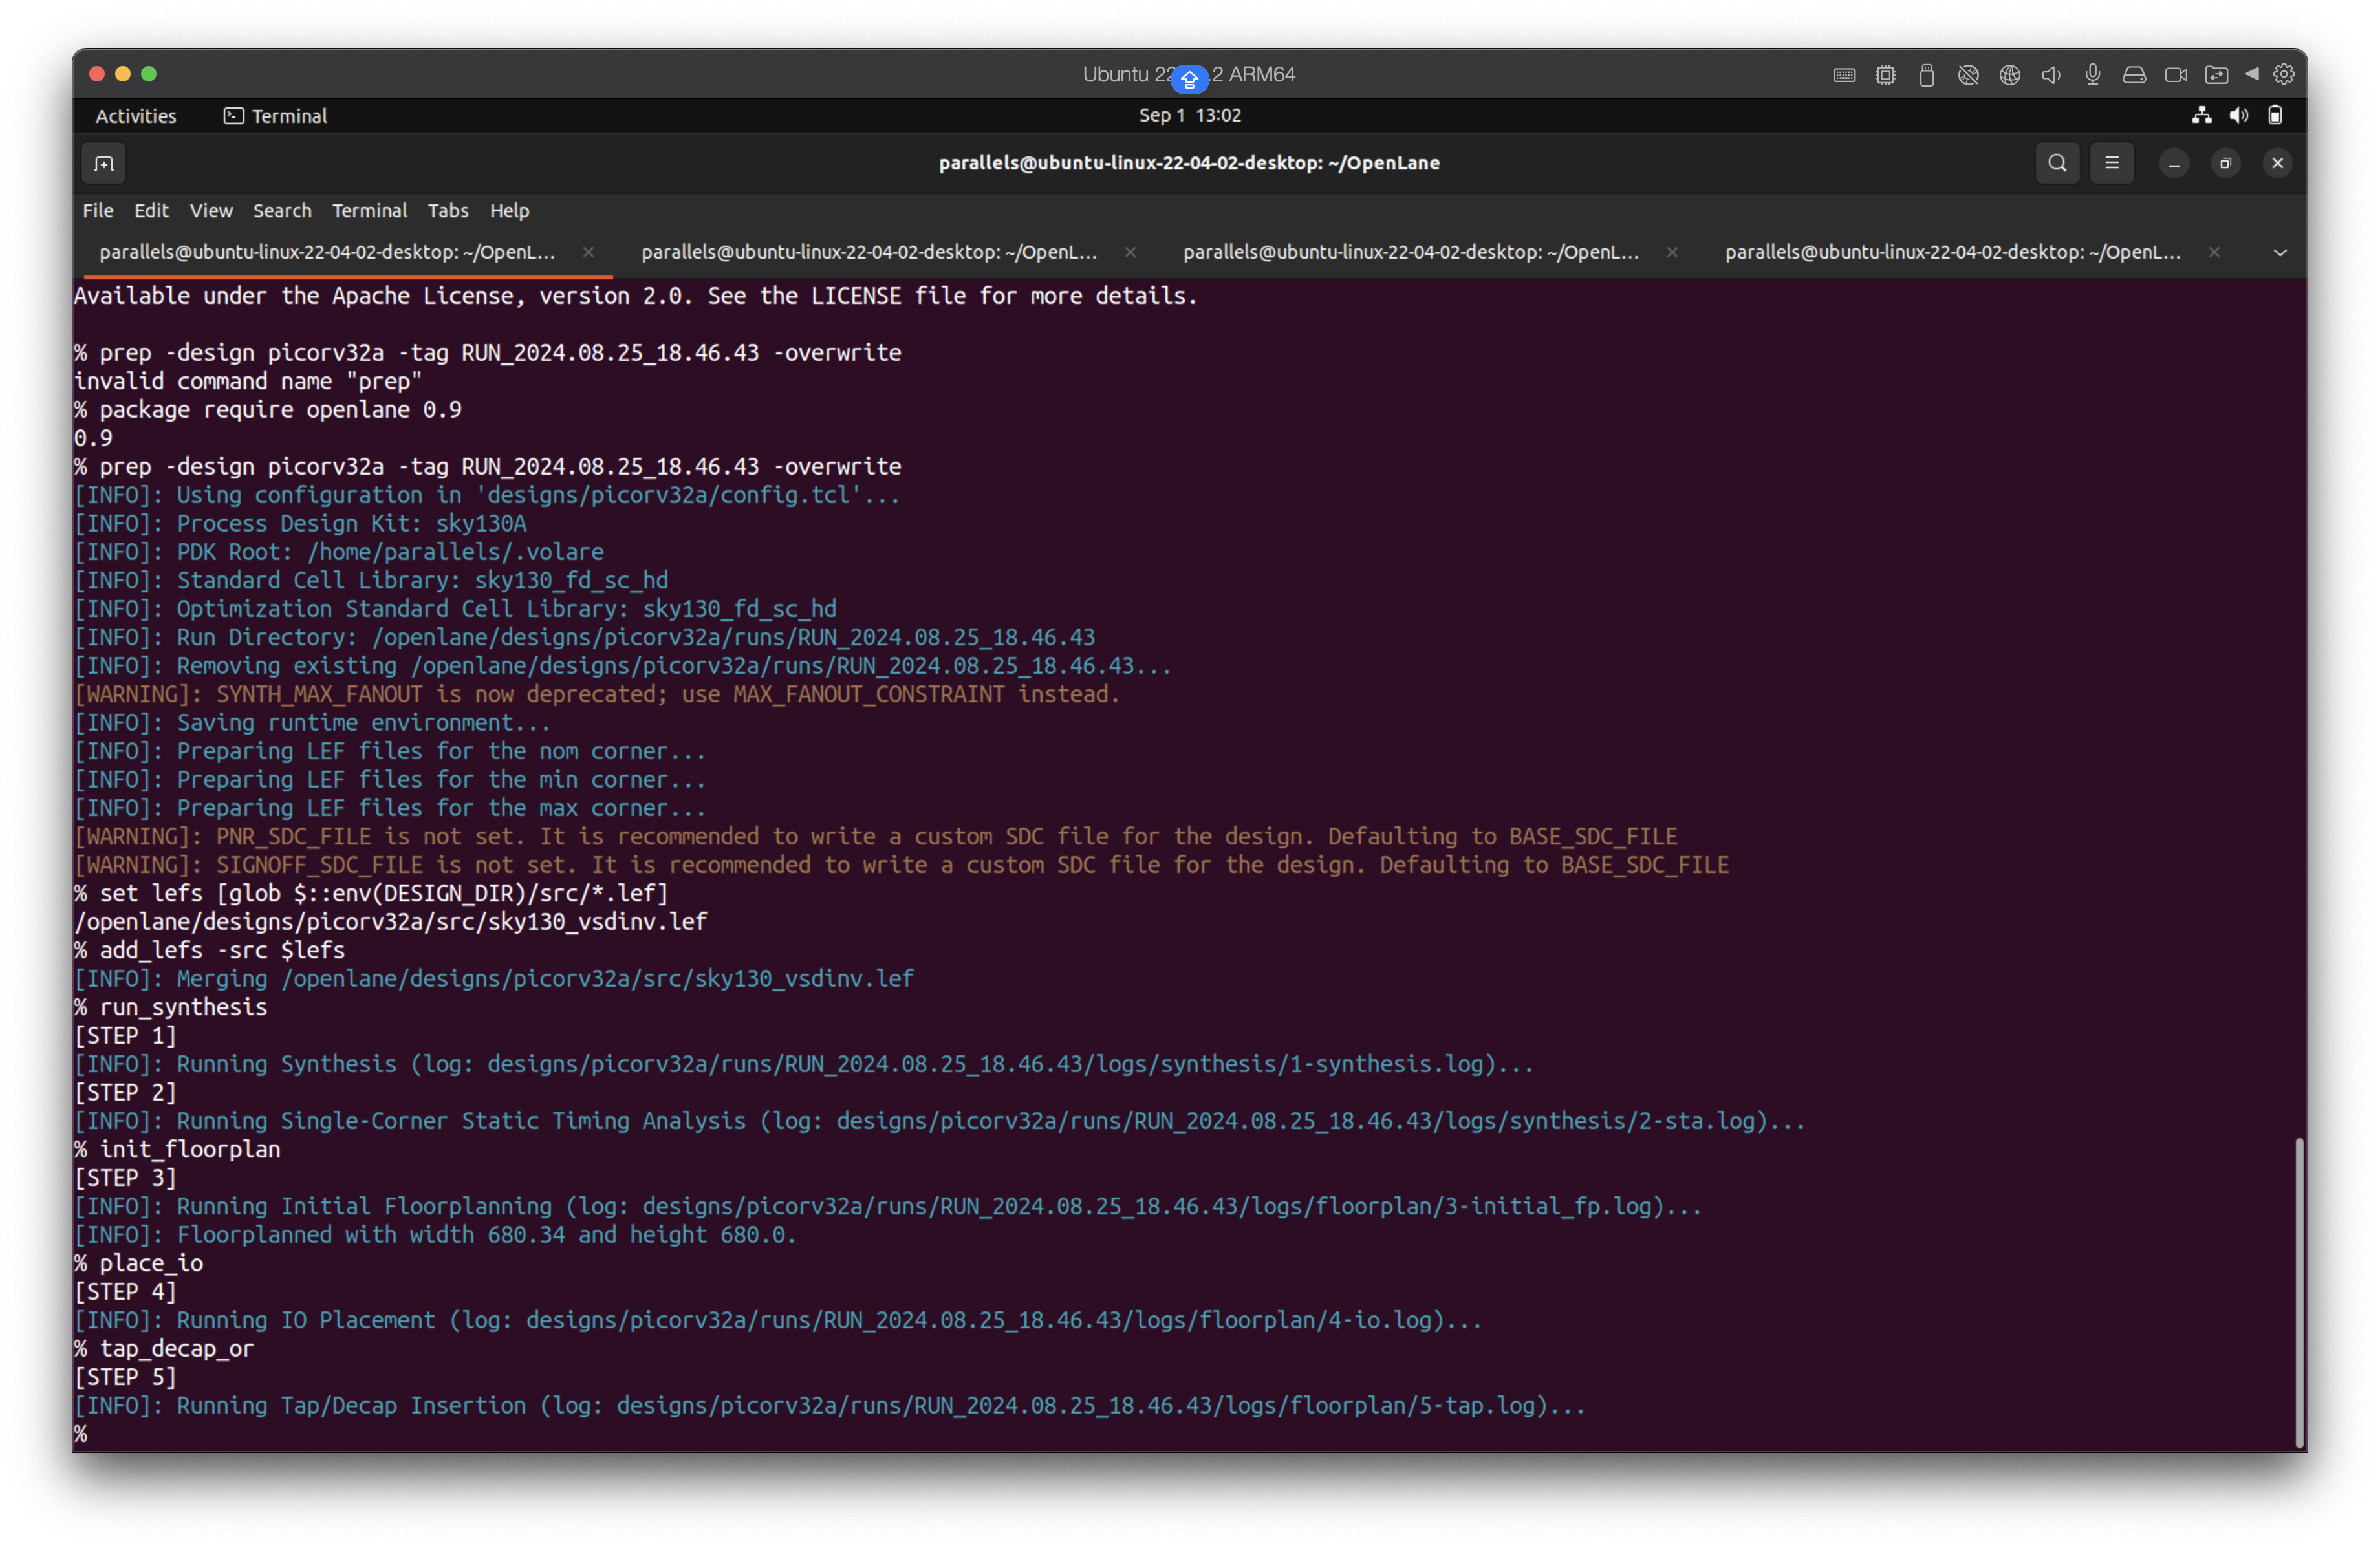 Ubuntu 22 .2 ARM64
Activities Terminal Sep 1 13:02
parallels@ubuntu-linux-22-04-02-desktop: ~/OpenLane
File Edit View Search Terminal Tabs Help
parallels@ubuntu-linux-22-04-02-desktop: ~/OpenL... parallels@ubuntu-linux-22-04-02-desktop: ~/OpenL... parallels@ubuntu-linux-22-04-02-desktop: ~/OpenL... parallels@ubuntu-linux-22-04-02-desktop: ~/OpenL...
Available under the Apache License, version 2.0. See the LICENSE file for more details.
% prep -design picorv32a -tag RUN_2024.08.25_18.46.43 -overwrite
invalid command name "prep"
% package require openlane 0.9
0.9
% prep -design picorv32a -tag RUN_2024.08.25_18.46.43 -overwrite
[INFO]: Using configuration in 'designs/picorv32a/config.tcl'...
[INFO]: Process Design Kit: sky130A
[INFO]: PDK Root: /home/parallels/.volare
[INFO]: Standard Cell Library: sky130_fd_sc_hd
[INFO]: Optimization Standard Cell Library: sky130_fd_sc_hd
[INFO]: Run Directory: /openlane/designs/picorv32a/runs/RUN_2024.08.25_18.46.43
[INFO]: Removing existing /openlane/designs/picorv32a/runs/RUN_2024.08.25_18.46.43...
[WARNING]: SYNTH_MAX_FANOUT is now deprecated; use MAX_FANOUT_CONSTRAINT instead.
[INFO]: Saving runtime environment...
[INFO]: Preparing LEF files for the nom corner...
[INFO]: Preparing LEF files for the min corner...
[INFO]: Preparing LEF files for the max corner...
[WARNING]: PNR_SDC_FILE is not set. It is recommended to write a custom SDC file for the design. Defaulting to BASE_SDC_FILE
[WARNING]: SIGNOFF_SDC_FILE is not set. It is recommended to write a custom SDC file for the design. Defaulting to BASE_SDC_FILE
% set lefs [glob $::env(DESIGN_DIR)/src/*.lef]
/openlane/designs/picorv32a/src/sky130_vsdinv.lef
% add_lefs -src $lefs
[INFO]: Merging /openlane/designs/picorv32a/src/sky130_vsdinv.lef
% run_synthesis
[STEP 1]
[INFO]: Running Synthesis (log: designs/picorv32a/runs/RUN_2024.08.25_18.46.43/logs/synthesis/1-synthesis.log)...
[STEP 2]
[INFO]: Running Single-Corner Static Timing Analysis (log: designs/picorv32a/runs/RUN_2024.08.25_18.46.43/logs/synthesis/2-sta.log)...
% init_floorplan
[STEP 3]
[INFO]: Running Initial Floorplanning (log: designs/picorv32a/runs/RUN_2024.08.25_18.46.43/logs/floorplan/3-initial_fp.log)...
[INFO]: Floorplanned with width 680.34 and height 680.0.
% place_io
[STEP 4]
[INFO]: Running IO Placement (log: designs/picorv32a/runs/RUN_2024.08.25_18.46.43/logs/floorplan/4-io.log)...
% tap_decap_or
[STEP 5]
[INFO]: Running Tap/Decap Insertion (log: designs/picorv32a/runs/RUN_2024.08.25_18.46.43/logs/floorplan/5-tap.log)...
%